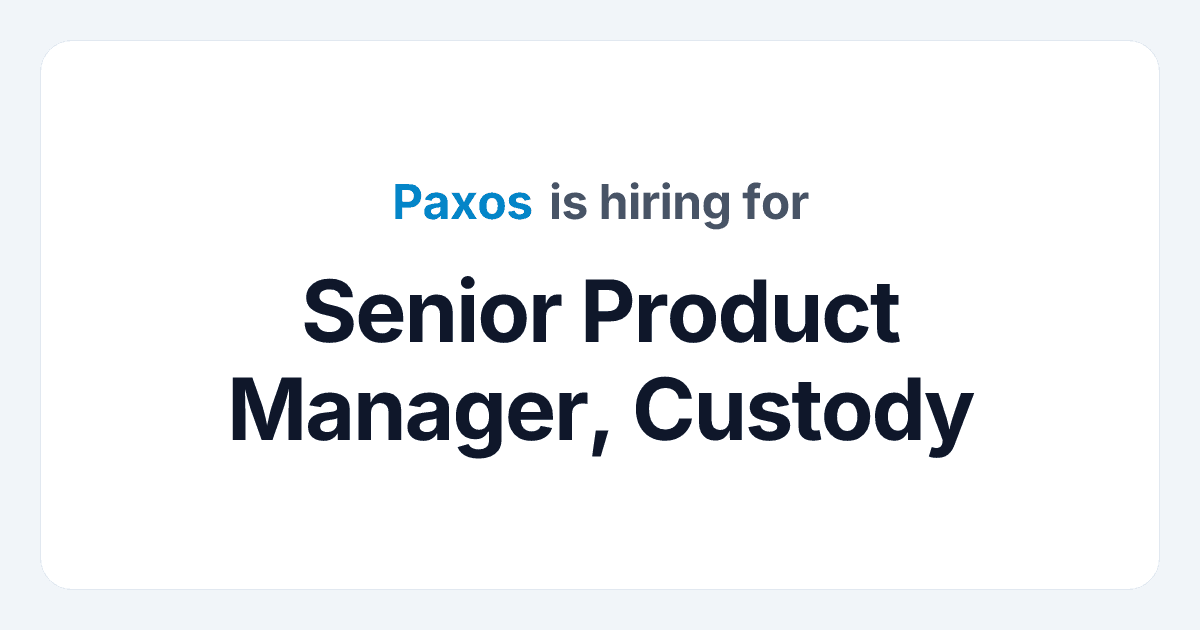 Paxos is hiring for
Senior Product
Manager, Custody